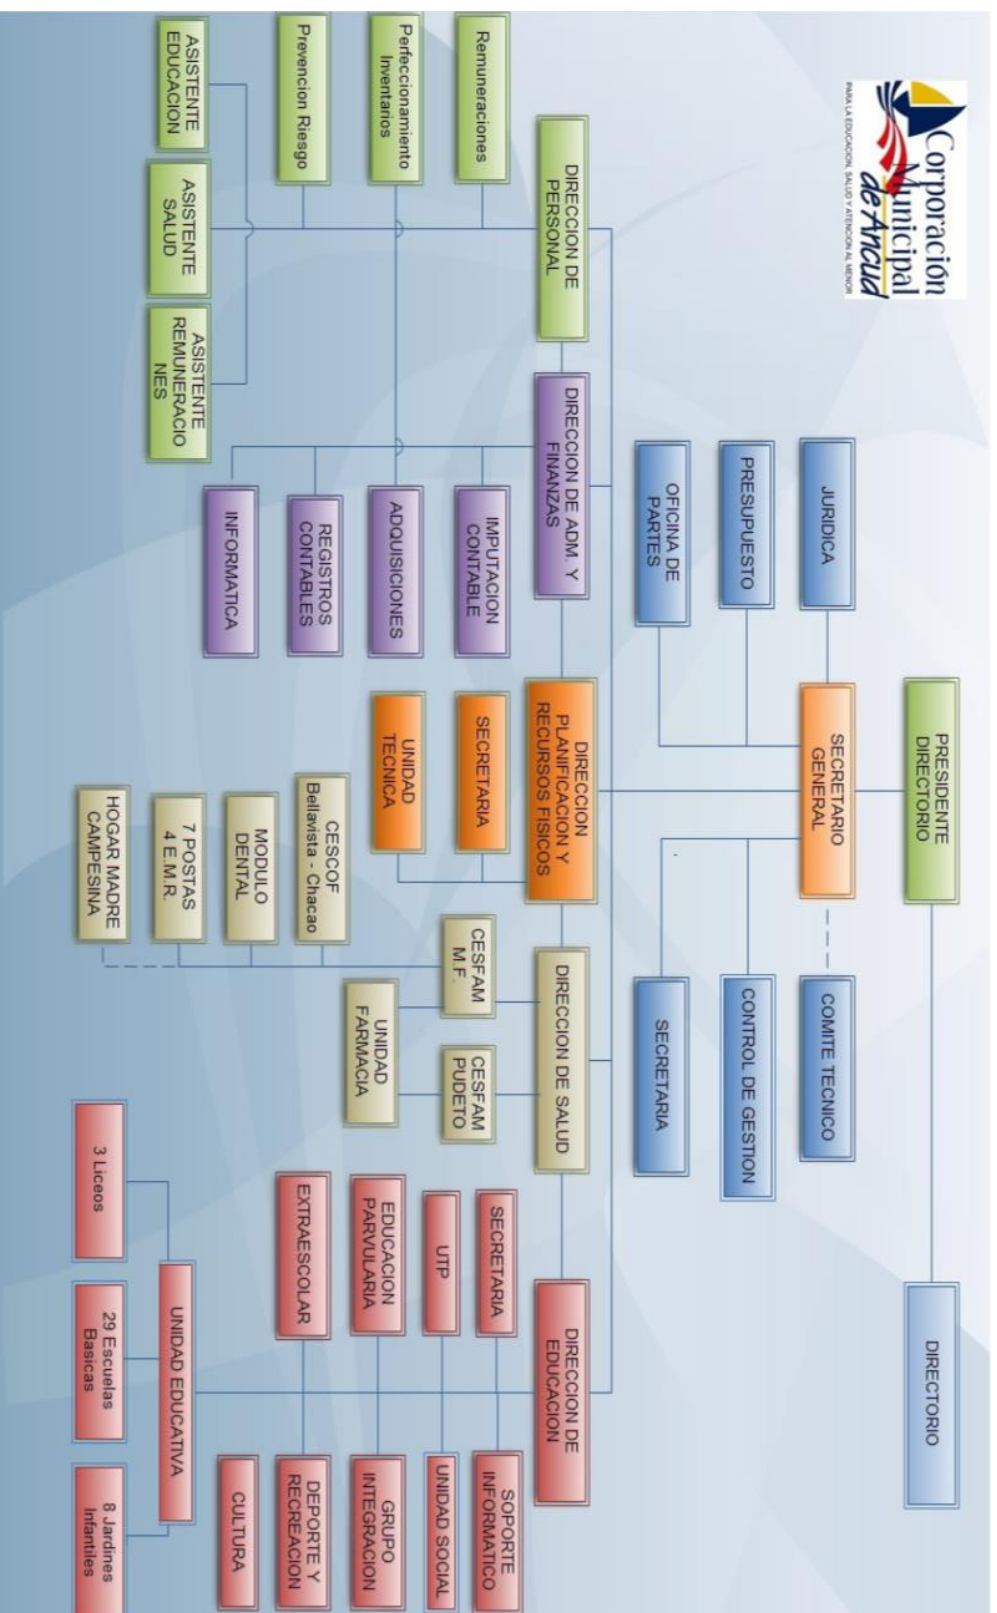 Corporación
Municipal
de Ancud
PARA LA EDUCACION, SALUD Y ATENCION AL MENOR
PRESIDENTE
DIRECTORIO
DIRECTORIO
JURIDICA
SECRETARIO
GENERAL
COMITE TECNICO
PRESUPUESTO
CONTROL DE GESTION
OFICINA DE
PARTES
SECRETARIA
DIRECCION DE
PERSONAL
DIRECCION DE ADM. Y
FINANZAS
DIRECCION
PLANIFICACION Y
RECURSOS FISICOS
DIRECCION DE SALUD
DIRECCION DE
EDUCACION
Remuneraciones
Perfeccionamiento
Inventarios
Prevencion Riesgo
ASISTENTE
EDUCACION
ASISTENTE
SALUD
ASISTENTE
REMUNERACIO
NES
IMPUTACION
CONTABLE
ADQUISICIONES
REGISTROS
CONTABLES
INFORMATICA
SECRETARIA
UNIDAD
TECNICA
CESFAM
M.F.
CESFAM
PUDETO
UNIDAD
FARMACIA
CESCOF
Bellavista - Chacao
MODULO
DENTAL
7 POSTAS
4 E.M.R.
HOGAR MADRE
CAMPESINA
SECRETARIA
SOPORTE
INFORMATICO
UTP
UNIDAD SOCIAL
EDUCACION
PARVULARIA
GRUPO
INTEGRACION
EXTRAESCOLAR
DEPORTE Y
RECREACION
CULTURA
UNIDAD EDUCATIVA
3 Liceos
29 Escuelas
Basicas
8 Jardines
Infantiles